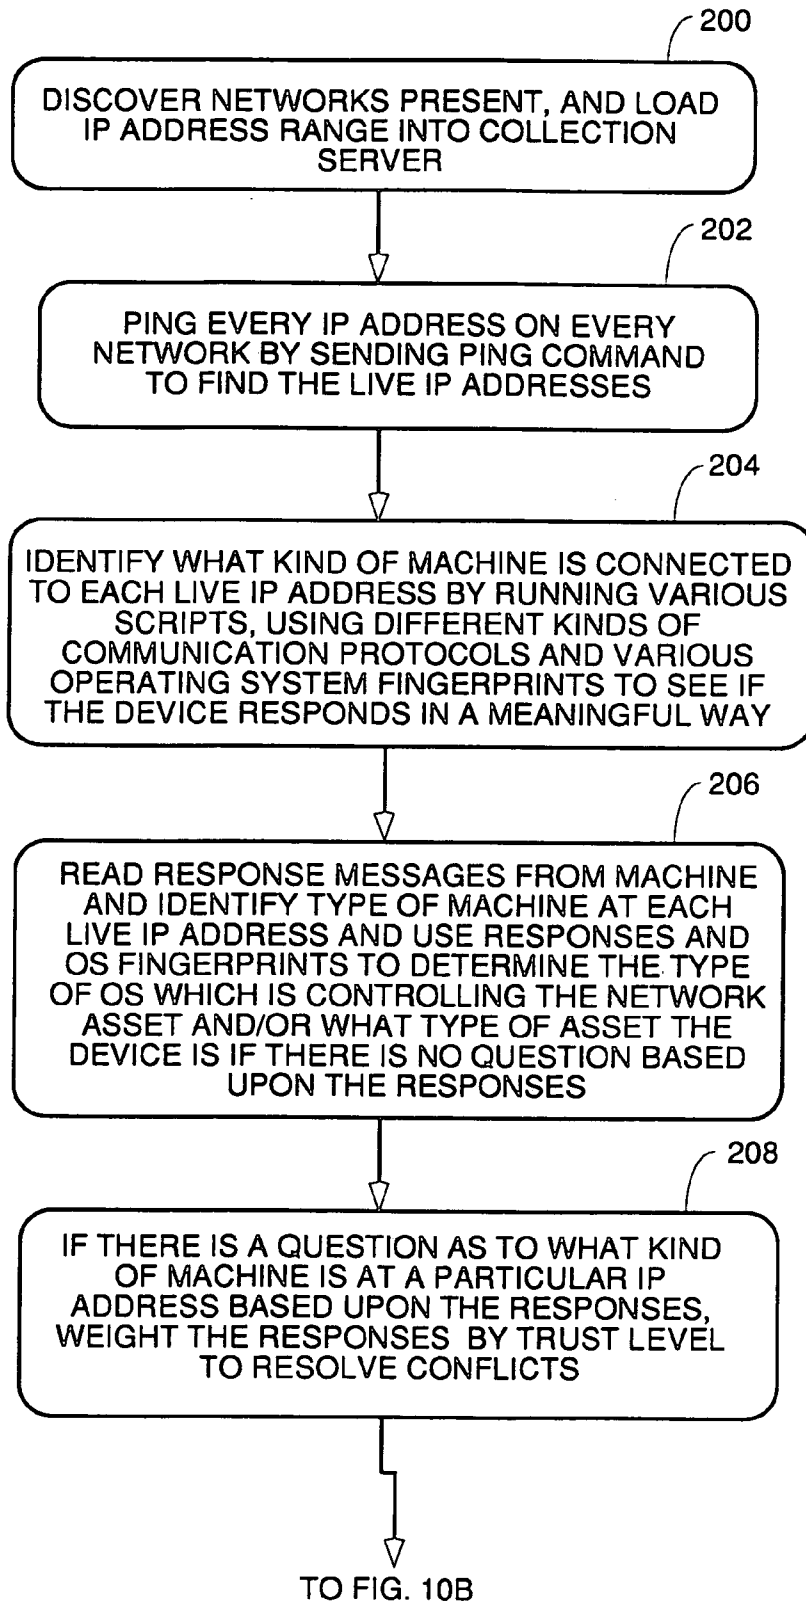 200
DISCOVER NETWORKS PRESENT, AND LOAD
IP ADDRESS RANGE INTO COLLECTION
SERVER
202
PING EVERY IP ADDRESS ON EVERY
NETWORK BY SENDING PING COMMAND
TO FIND THE LIVE IP ADDRESSES
204
IDENTIFY WHAT KIND OF MACHINE IS CONNECTED
TO EACH LIVE IP ADDRESS BY RUNNING VARIOUS
SCRIPTS, USING DIFFERENT KINDS OF
COMMUNICATION PROTOCOLS AND VARIOUS
OPERATING SYSTEM FINGERPRINTS TO SEE IF
THE DEVICE RESPONDS IN A MEANINGFUL WAY
206
READ RESPONSE MESSAGES FROM MACHINE
AND IDENTIFY TYPE OF MACHINE AT EACH
LIVE IP ADDRESS AND USE RESPONSES AND
OS FINGERPRINTS TO DETERMINE THE TYPE
OF OS WHICH IS CONTROLLING THE NETWORK
ASSET AND/OR WHAT TYPE OF ASSET THE
DEVICE IS IF THERE IS NO QUESTION BASED
UPON THE RESPONSES
208
IF THERE IS A QUESTION AS TO WHAT KIND
OF MACHINE IS AT A PARTICULAR IP
ADDRESS BASED UPON THE RESPONSES,
WEIGHT THE RESPONSES BY TRUST LEVEL
TO RESOLVE CONFLICTS
TO FIG. 10B